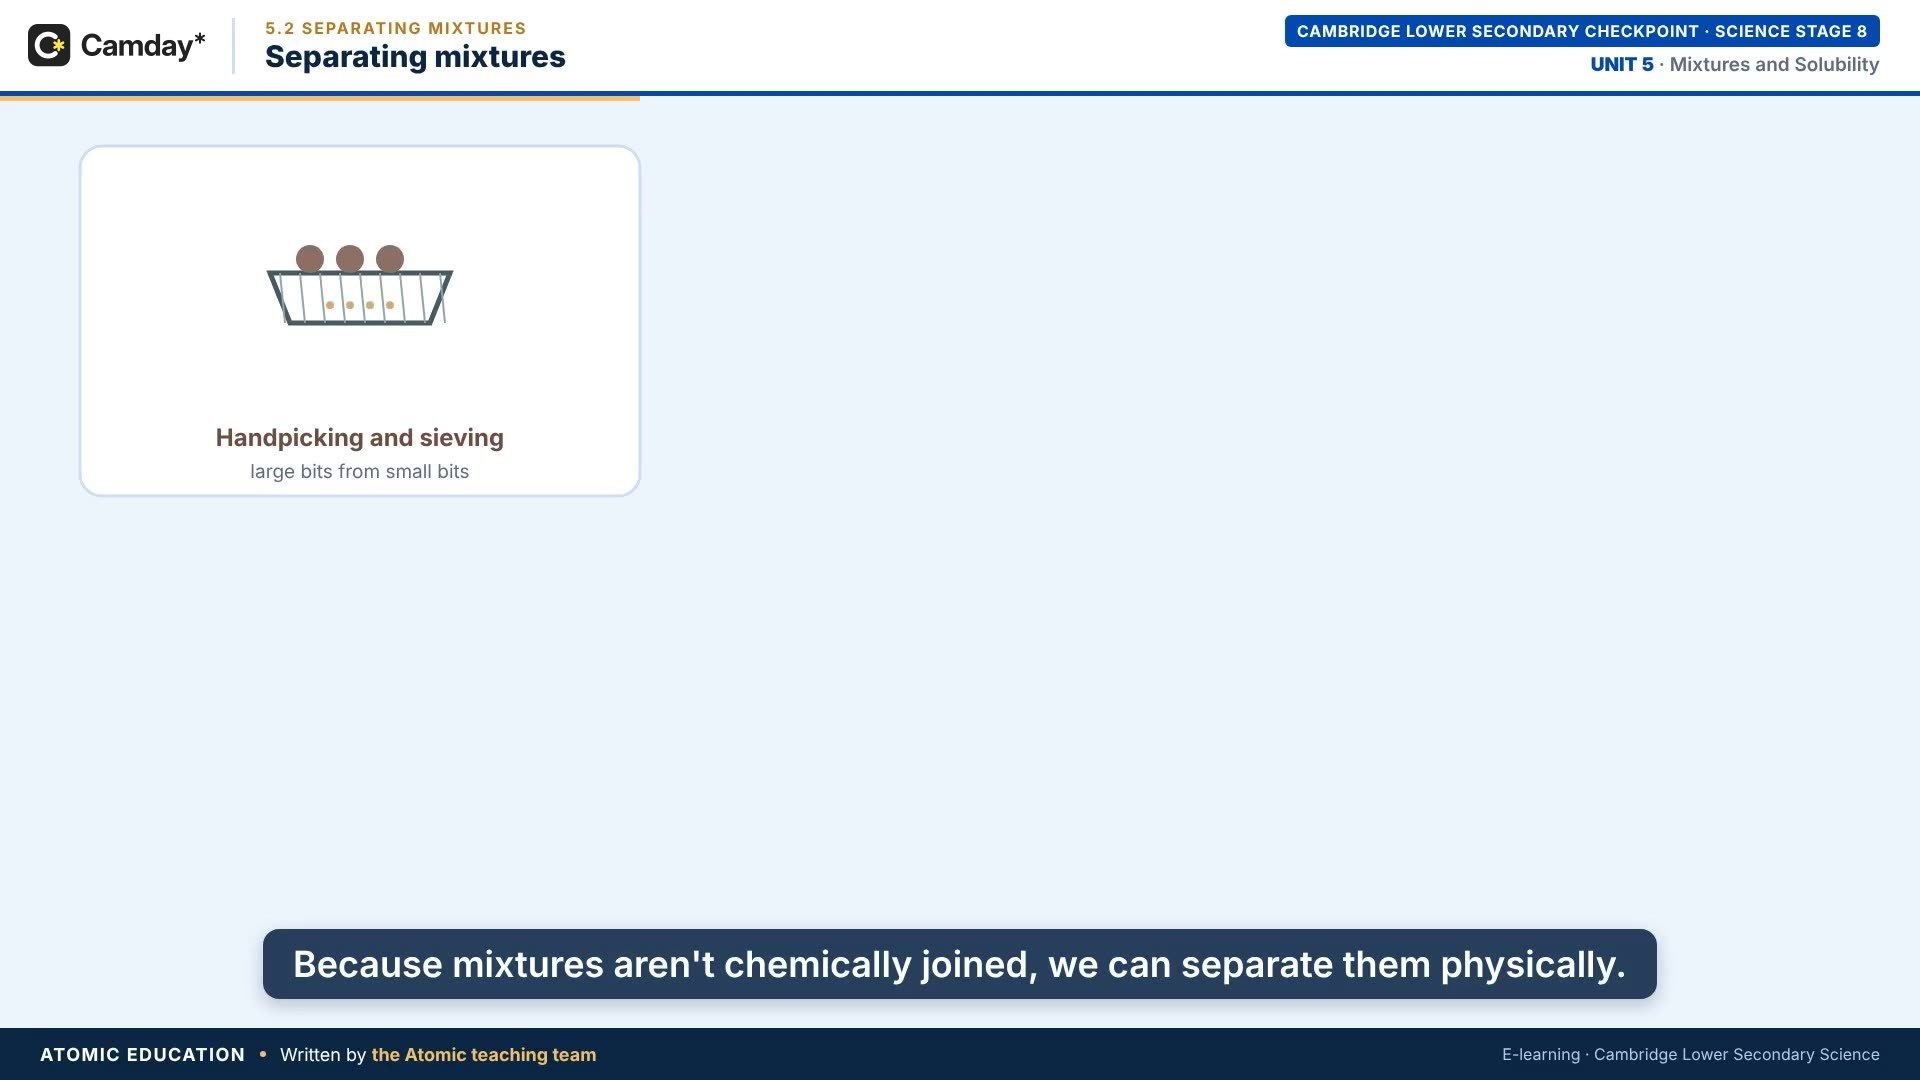 Camday*
5.2 SEPARATING MIXTURES
Separating mixtures
CAMBRIDGE LOWER SECONDARY CHECKPOINT · SCIENCE STAGE 8
UNIT 5 · Mixtures and Solubility
Handpicking and sieving
large bits from small bits
Because mixtures aren't chemically joined, we can separate them physically.
ATOMIC EDUCATION • Written by the Atomic teaching team
E-learning · Cambridge Lower Secondary Science